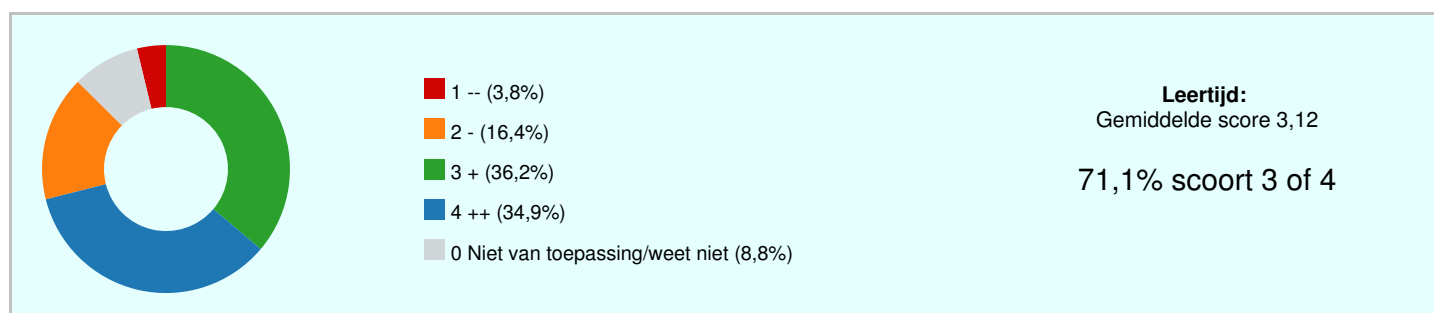 1 -- (3,8%)
2 - (16,4%)
3 + (36,2%)
4 ++ (34,9%)
0 Niet van toepassing/weet niet (8,8%)
Leertijd:
Gemiddelde score 3,12
71,1% scoort 3 of 4